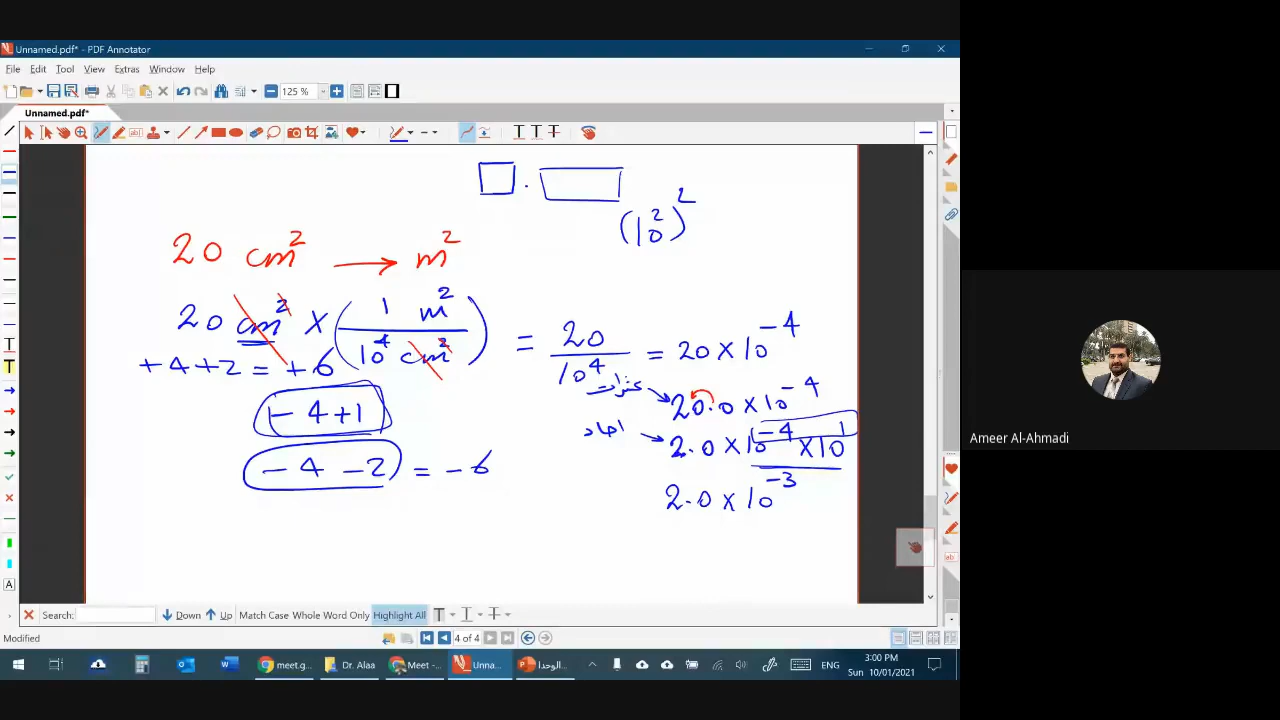 Unnamed.pdf* - PDF Annotator
File Edit Tool View Extras Window Help
125 %
Unnamed.pdf*
(10²)²
20 cm² → m²
20 cm² × (1 m² / 10⁴ cm²) = 20 / 10⁴ = 20 × 10⁻⁴
+4+2 = +6
عشرات → 20.0 × 10⁻⁴
-4+1
احاد → 2.0 × 10⁻⁴ × 10¹
-4 -2 = -6
2.0 × 10⁻³
Ameer Al-Ahmadi
Search: Down Up Match Case Whole Word Only Highlight All
Modified
4 of 4
meet.g...
Dr. Alaa
Meet -...
Unna...
الوحدا...
ENG
3:00 PM
Sun 10/01/2021